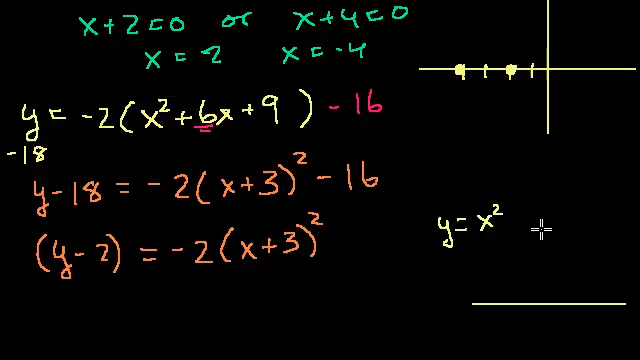 x+2=0 or x+4=0
x = -2 x = -4
y = -2(x²+6x+9 ) - 16
-18
y-18 = -2(x+3)² - 16
(y-2) = -2(x+3)²
y = x²